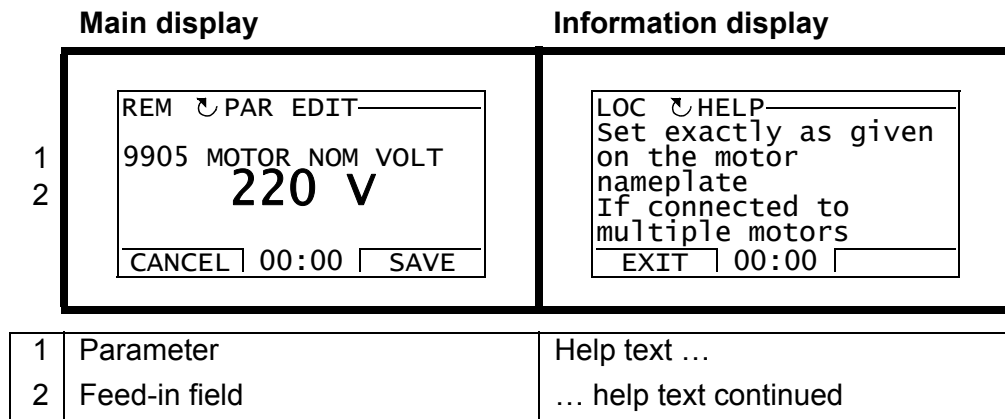 Main display
Information display
REM PAR EDIT
1
9905 MOTOR NOM VOLT
2
220 V
CANCEL 00:00 SAVE
LOC HELP
Set exactly as given
on the motor
nameplate
If connected to
multiple motors
EXIT 00:00
1 Parameter Help text …
2 Feed-in field … help text continued